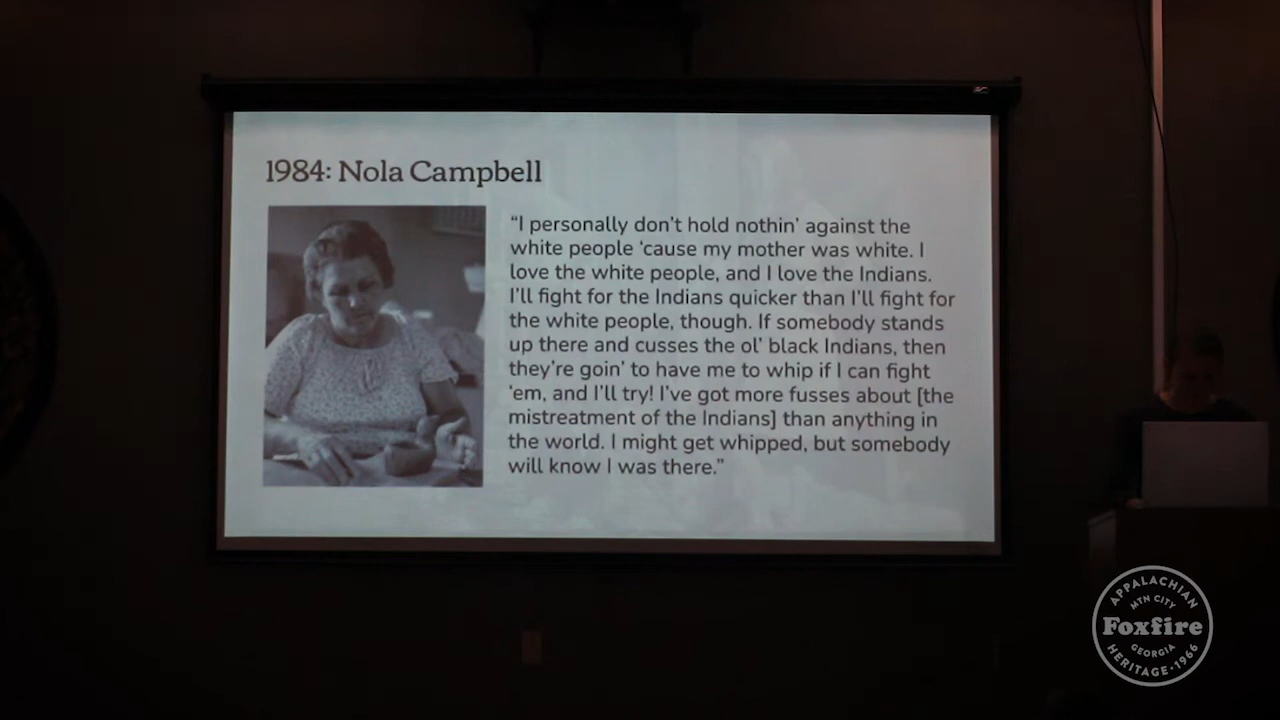 1984: Nola Campbell
“I personally don’t hold nothin’ against the
white people ‘cause my mother was white. I
love the white people, and I love the Indians.
I’ll fight for the Indians quicker than I’ll fight for
the white people, though. If somebody stands
up there and cusses the ol’ black Indians, then
they’re goin’ to have me to whip if I can fight
‘em, and I’ll try! I’ve got more fusses about [the
mistreatment of the Indians] than anything in
the world. I might get whipped, but somebody
will know I was there.”
APPALACHIAN
MTN CITY
Foxfire
GEORGIA
HERITAGE • 1966